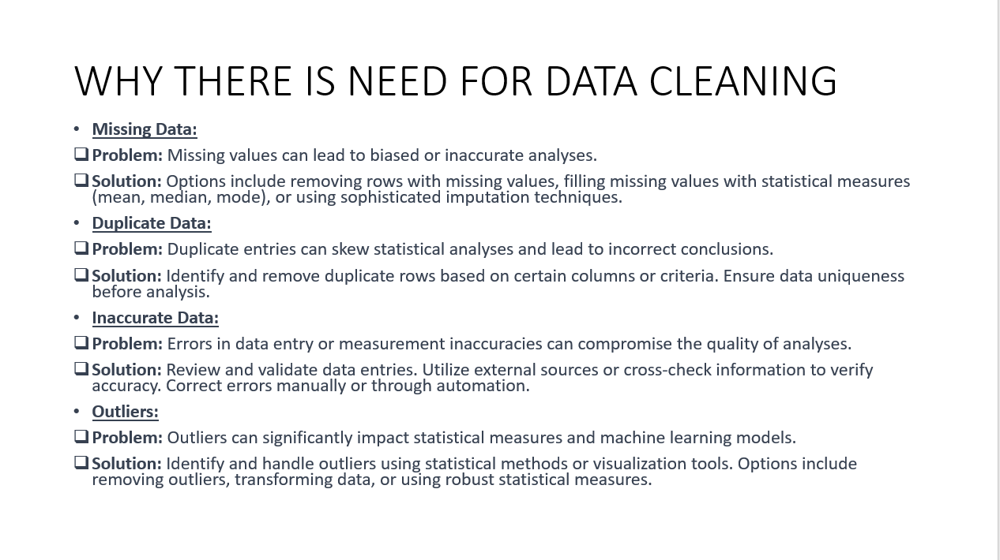 WHY THERE IS NEED FOR DATA CLEANING
• Missing Data:
❑ Problem: Missing values can lead to biased or inaccurate analyses.
❑ Solution: Options include removing rows with missing values, filling missing values with statistical measures
(mean, median, mode), or using sophisticated imputation techniques.
• Duplicate Data:
❑ Problem: Duplicate entries can skew statistical analyses and lead to incorrect conclusions.
❑ Solution: Identify and remove duplicate rows based on certain columns or criteria. Ensure data uniqueness
before analysis.
• Inaccurate Data:
❑ Problem: Errors in data entry or measurement inaccuracies can compromise the quality of analyses.
❑ Solution: Review and validate data entries. Utilize external sources or cross-check information to verify
accuracy. Correct errors manually or through automation.
• Outliers:
❑ Problem: Outliers can significantly impact statistical measures and machine learning models.
❑ Solution: Identify and handle outliers using statistical methods or visualization tools. Options include
removing outliers, transforming data, or using robust statistical measures.